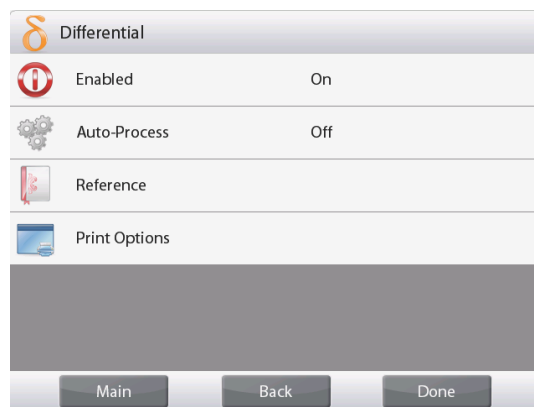 δ Differential
Enabled On
Auto-Process Off
Reference
Print Options
Main Back Done